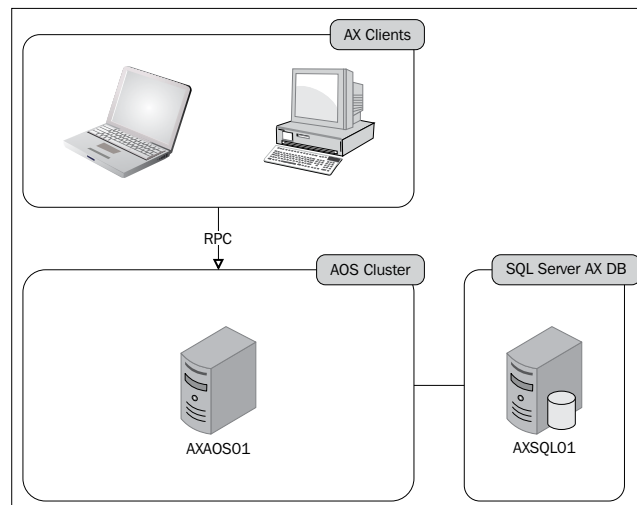 AX Clients
RPC
AOS Cluster
SQL Server AX DB
AXAOS01
AXSQL01